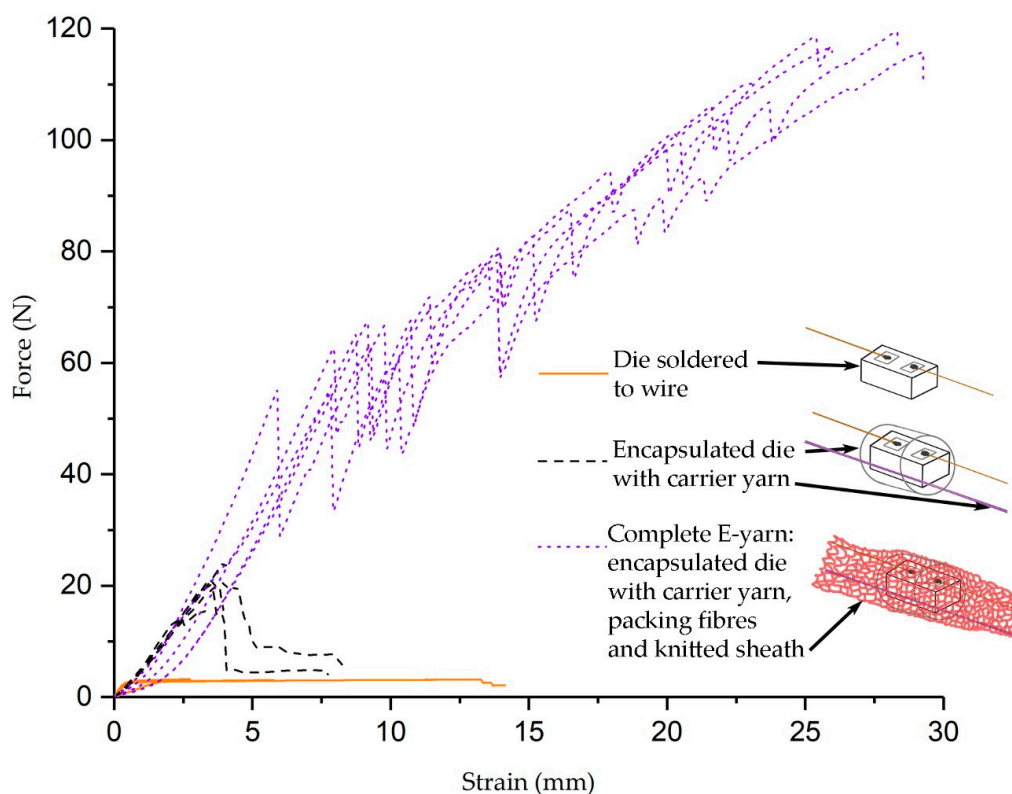 120
100
80
60
40
20
0
Force (N)
0 5 10 15 20 25 30
Strain (mm)
Die soldered
to wire
Encapsulated die
with carrier yarn
Complete E-yarn:
encapsulated die
with carrier yarn,
packing fibres
and knitted sheath